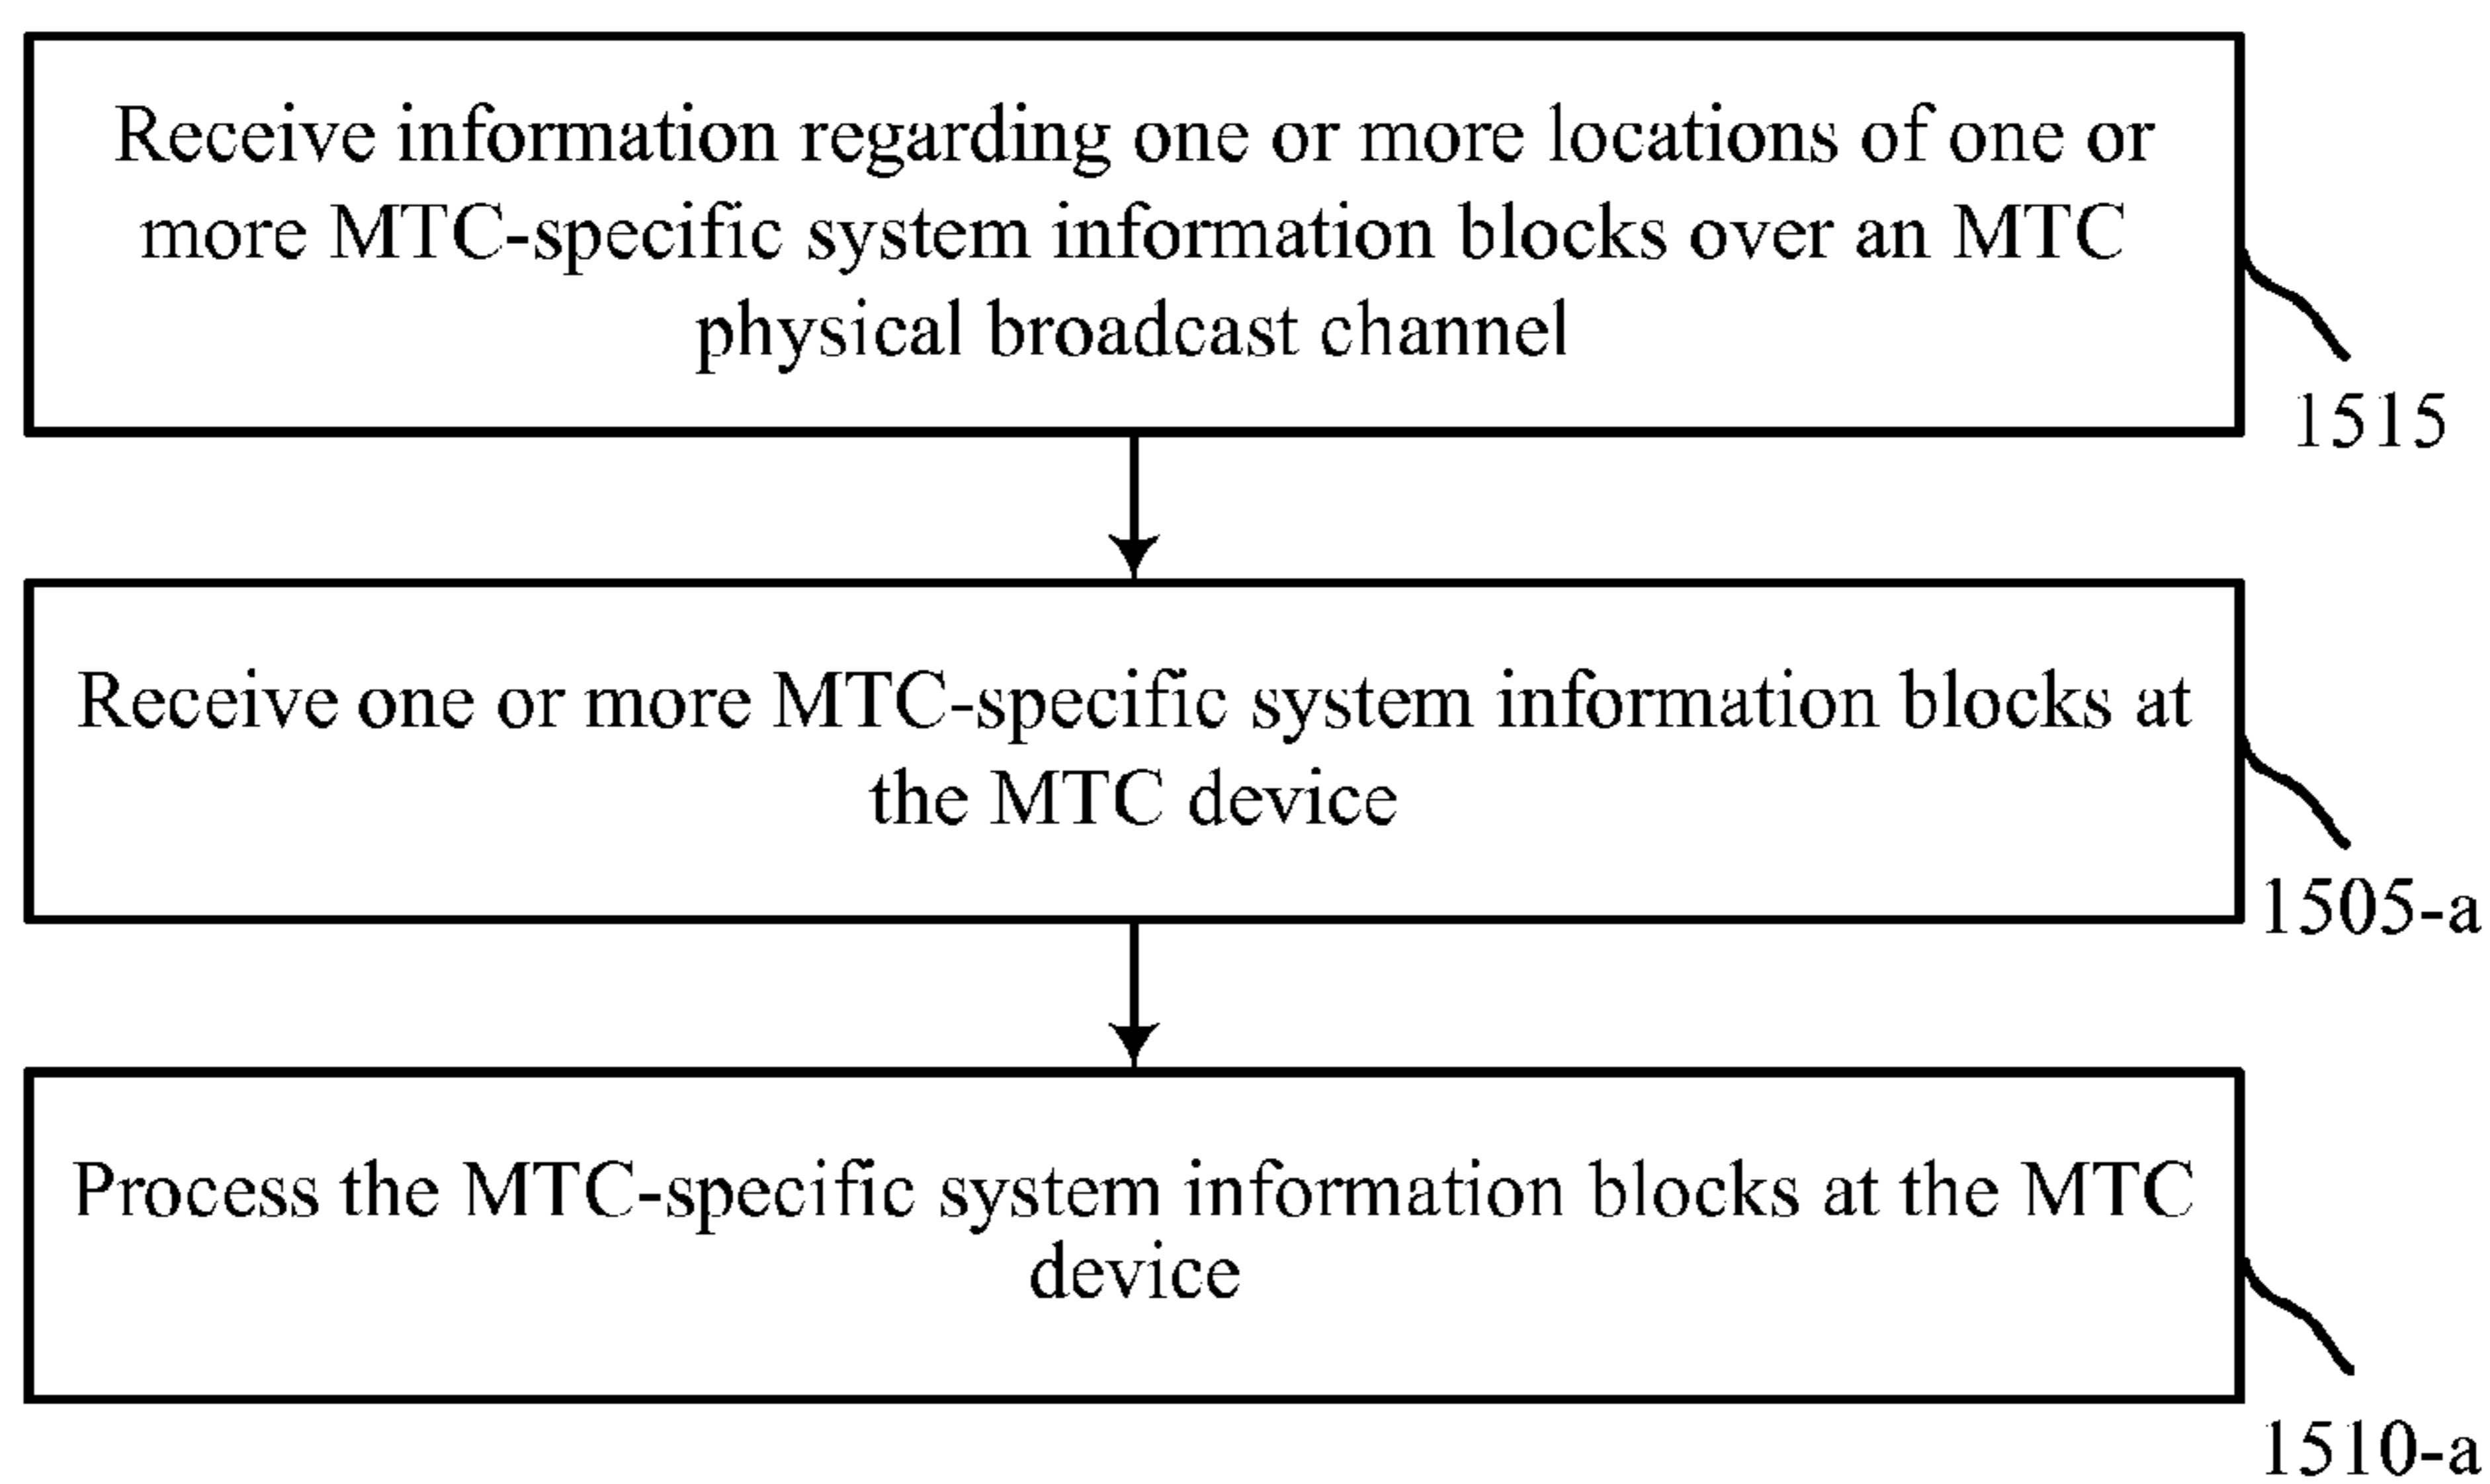 Receive information regarding one or more locations of one or
more MTC-specific system information blocks over an MTC
physical broadcast channel
1515
Receive one or more MTC-specific system information blocks at
the MTC device
1505-a
Process the MTC-specific system information blocks at the MTC
device
1510-a